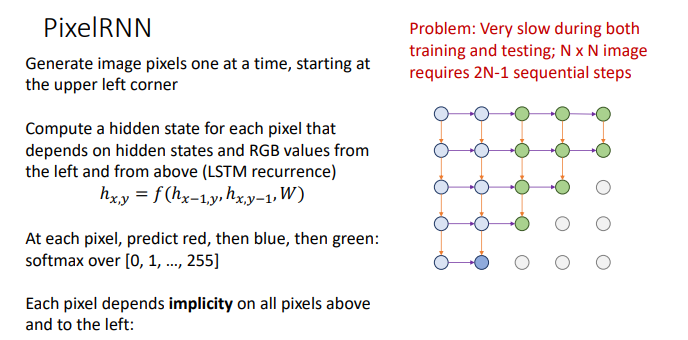 PixelRNN
Generate image pixels one at a time, starting at
the upper left corner
Compute a hidden state for each pixel that
depends on hidden states and RGB values from
the left and from above (LSTM recurrence)
h_{x,y} = f(h_{x−1,y}, h_{x,y−1}, W)
At each pixel, predict red, then blue, then green:
softmax over [0, 1, …, 255]
Each pixel depends implicity on all pixels above
and to the left:
Problem: Very slow during both
training and testing; N x N image
requires 2N-1 sequential steps